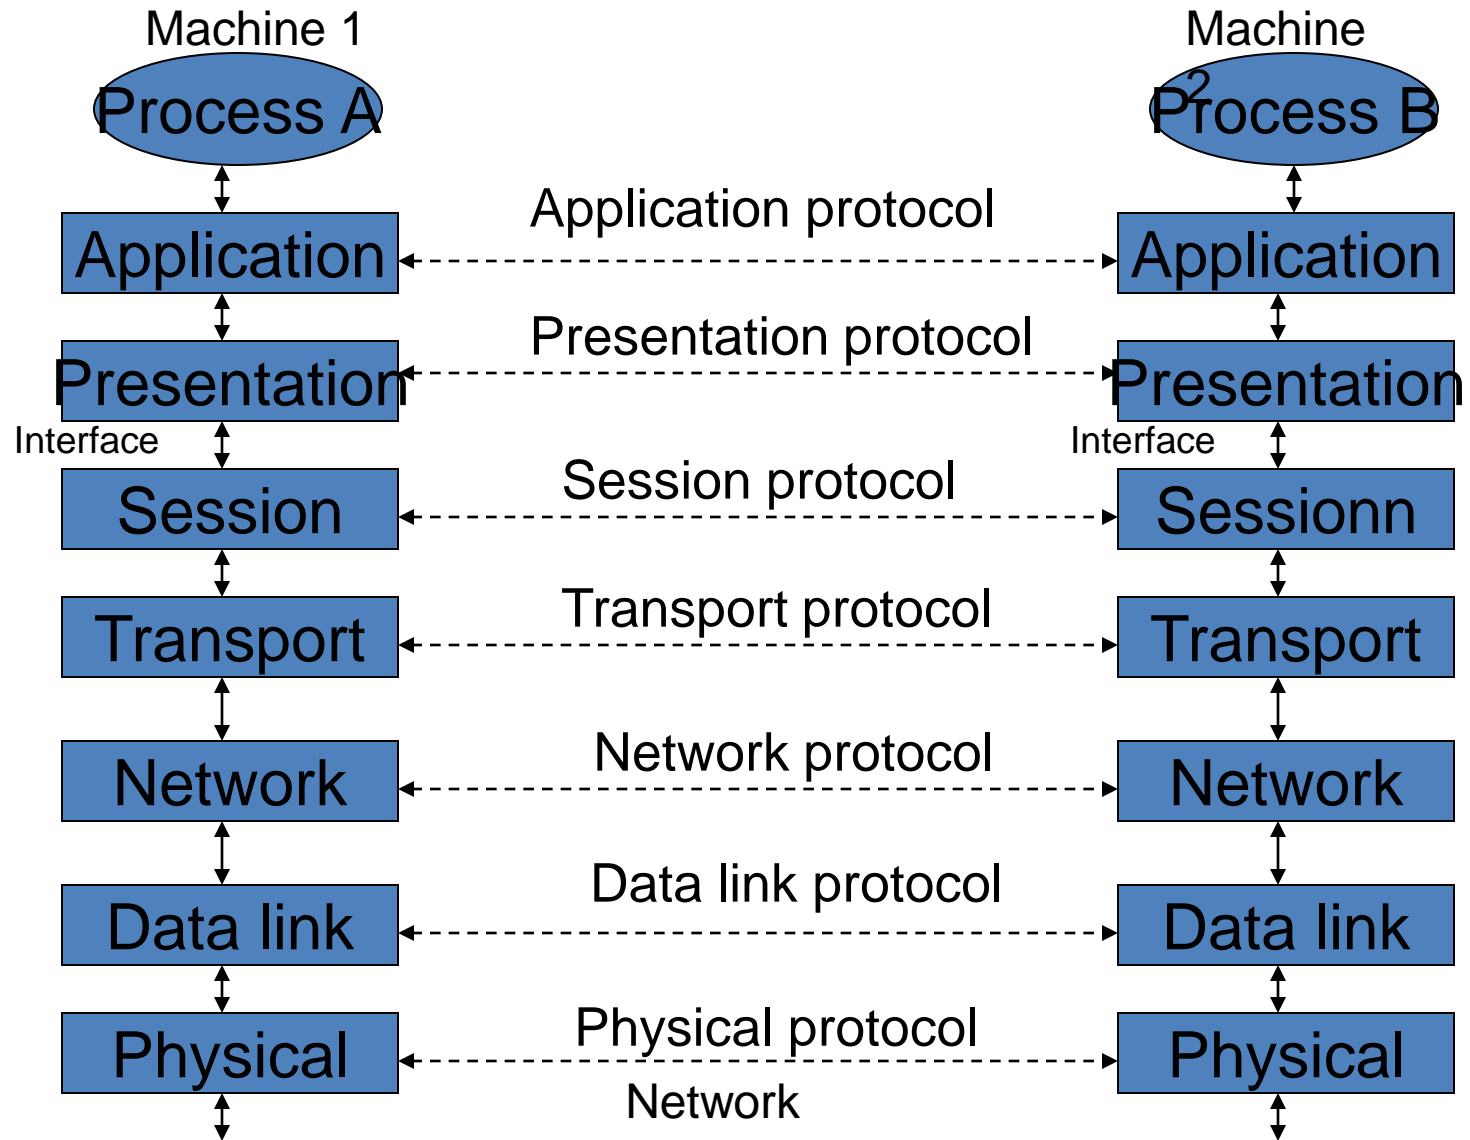 Machine 1
Machine
2
Process A
Process B
Application protocol
Application
Application
Presentation protocol
Presentation
Presentation
Interface
Interface
Session protocol
Session
Sessionn
Transport protocol
Transport
Transport
Network protocol
Network
Network
Data link protocol
Data link
Data link
Physical protocol
Physical
Physical
Network